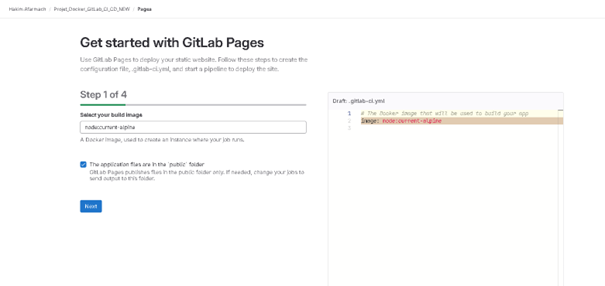 Hakim Afarmach / Projet_Docker_GitLab_CI_CD_NEW / Pages
Get started with GitLab Pages
Use GitLab Pages to deploy your static website. Follow these steps to create the
configuration file, .gitlab-ci.yml, and start a pipeline to deploy the site.
Step 1 of 4
Select your build image
node:current-alpine
A Docker image, used to create an instance where your job runs.
The application files are in the `public` folder
GitLab Pages publishes files in the public folder only. If needed, change your jobs to
send output to this folder.
Next
Draft: .gitlab-ci.yml
1 # The Docker image that will be used to build your app
2 image: node:current-alpine
3